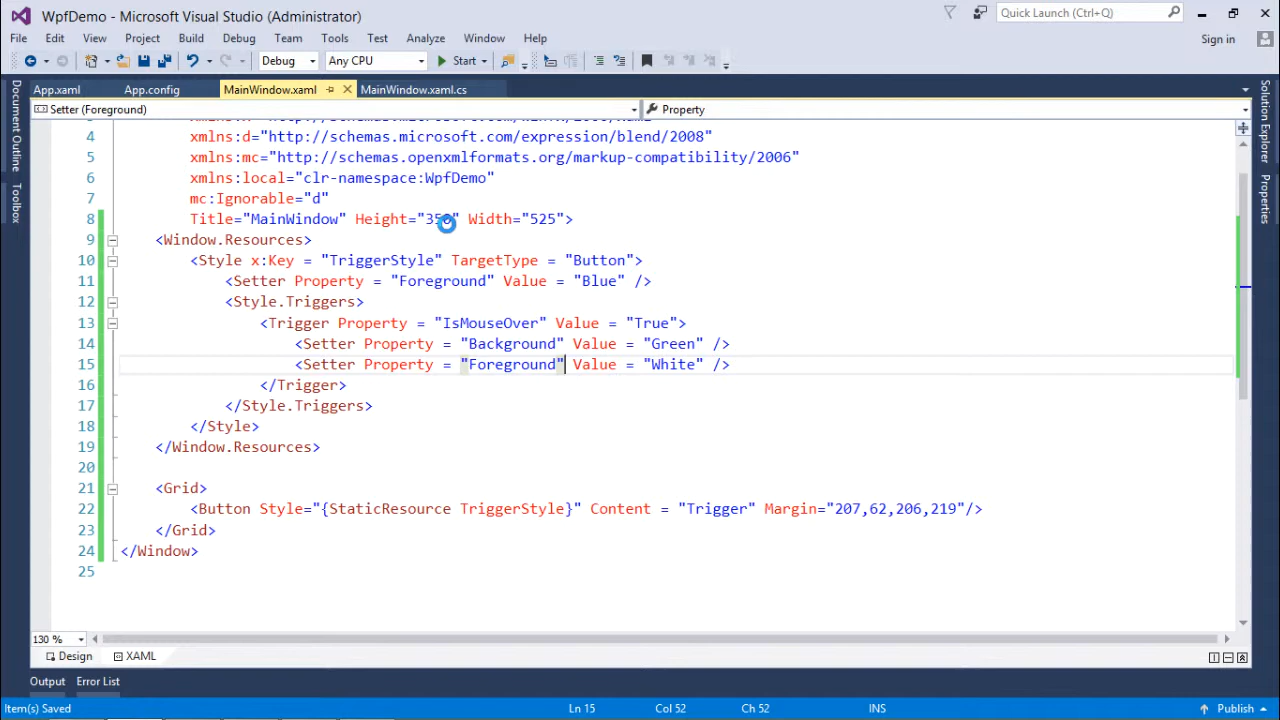 WpfDemo - Microsoft Visual Studio (Administrator)
Quick Launch (Ctrl+Q)
File Edit View Project Build Debug Team Tools Test Analyze Window Help
Sign in
Debug Any CPU Start
App.xaml App.config MainWindow.xaml MainWindow.xaml.cs
Setter (Foreground) Property
Document Outline
Toolbox
Solution Explorer
Properties
4 xmlns:d="http://schemas.microsoft.com/expression/blend/2008"
5 xmlns:mc="http://schemas.openxmlformats.org/markup-compatibility/2006"
6 xmlns:local="clr-namespace:WpfDemo"
7 mc:Ignorable="d"
8 Title="MainWindow" Height="350" Width="525">
9 <Window.Resources>
10 <Style x:Key = "TriggerStyle" TargetType = "Button">
11 <Setter Property = "Foreground" Value = "Blue" />
12 <Style.Triggers>
13 <Trigger Property = "IsMouseOver" Value = "True">
14 <Setter Property = "Background" Value = "Green" />
15 <Setter Property = "Foreground" Value = "White" />
16 </Trigger>
17 </Style.Triggers>
18 </Style>
19 </Window.Resources>
20
21 <Grid>
22 <Button Style="{StaticResource TriggerStyle}" Content = "Trigger" Margin="207,62,206,219"/>
23 </Grid>
24 </Window>
25
130 %
Design XAML
Output Error List
Item(s) Saved Ln 15 Col 52 Ch 52 INS Publish